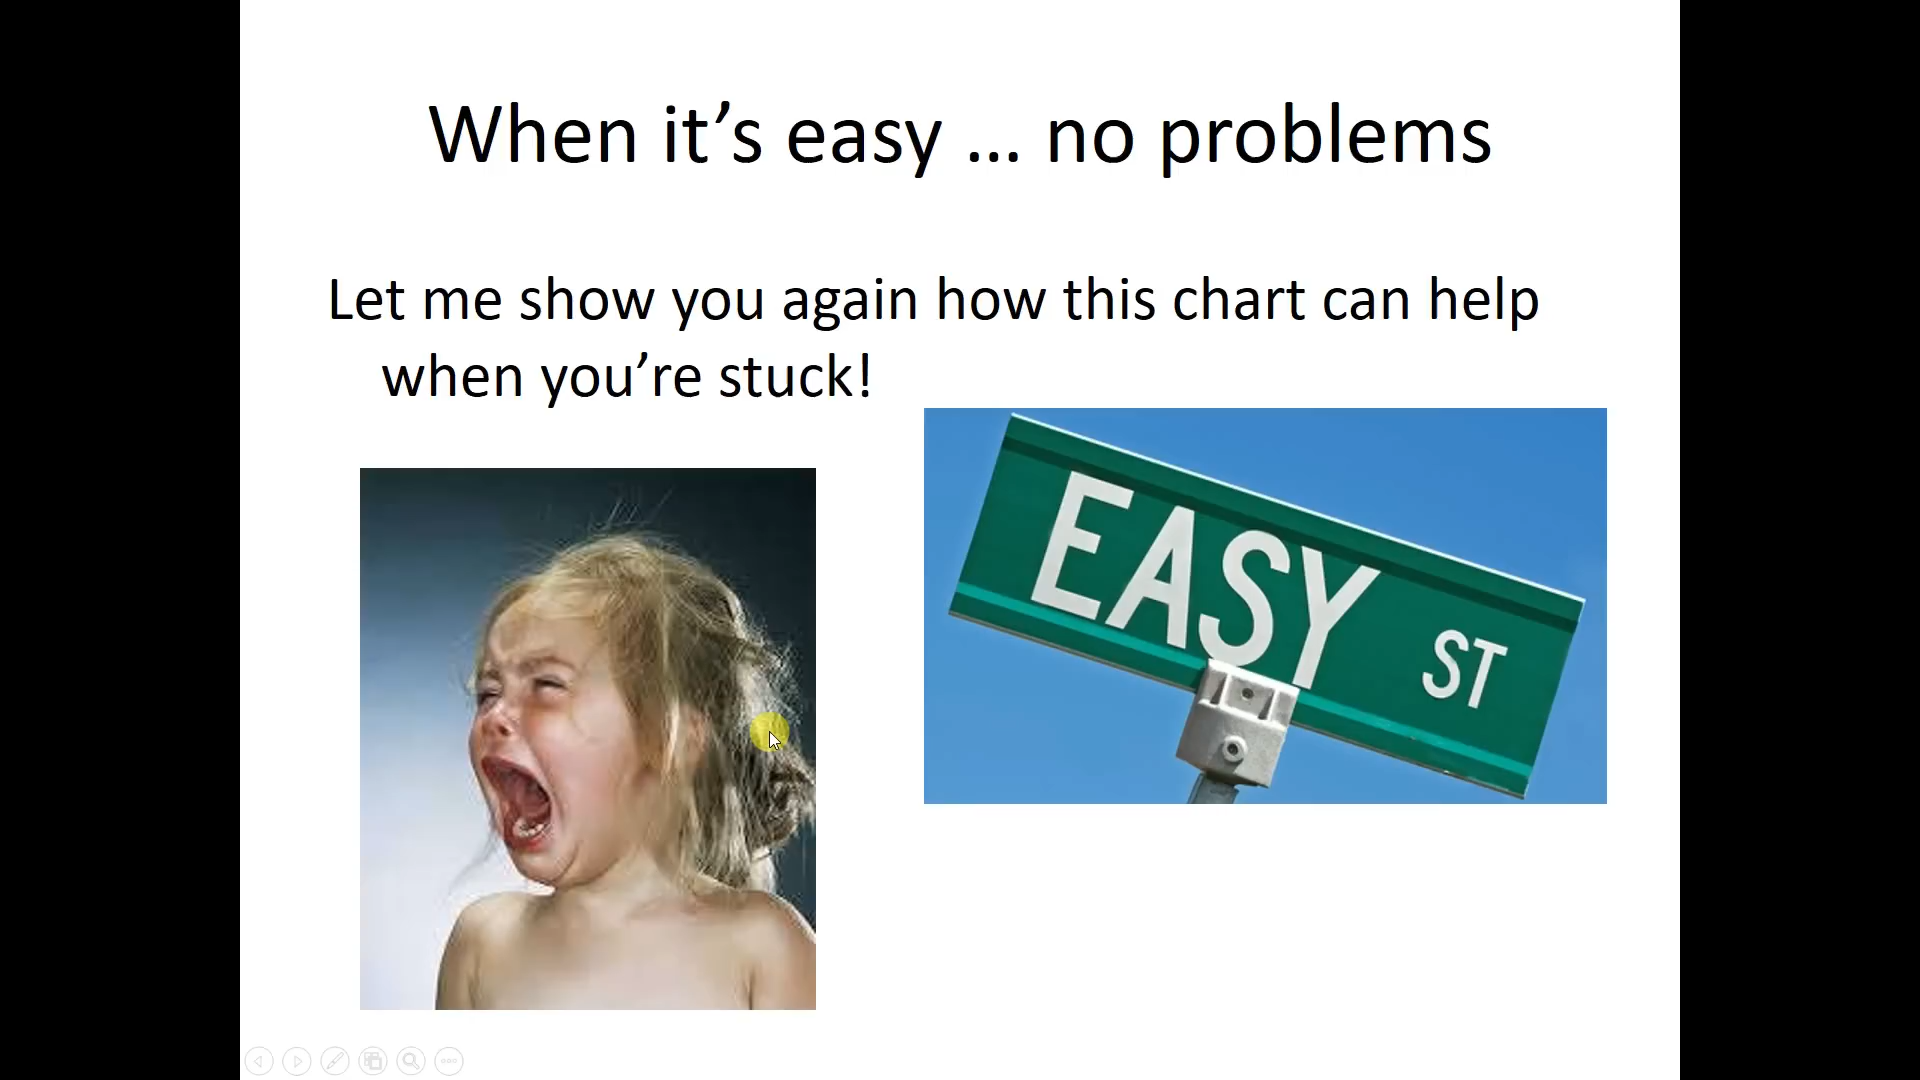 When it’s easy … no problems
Let me show you again how this chart can help
when you’re stuck!
EASY ST